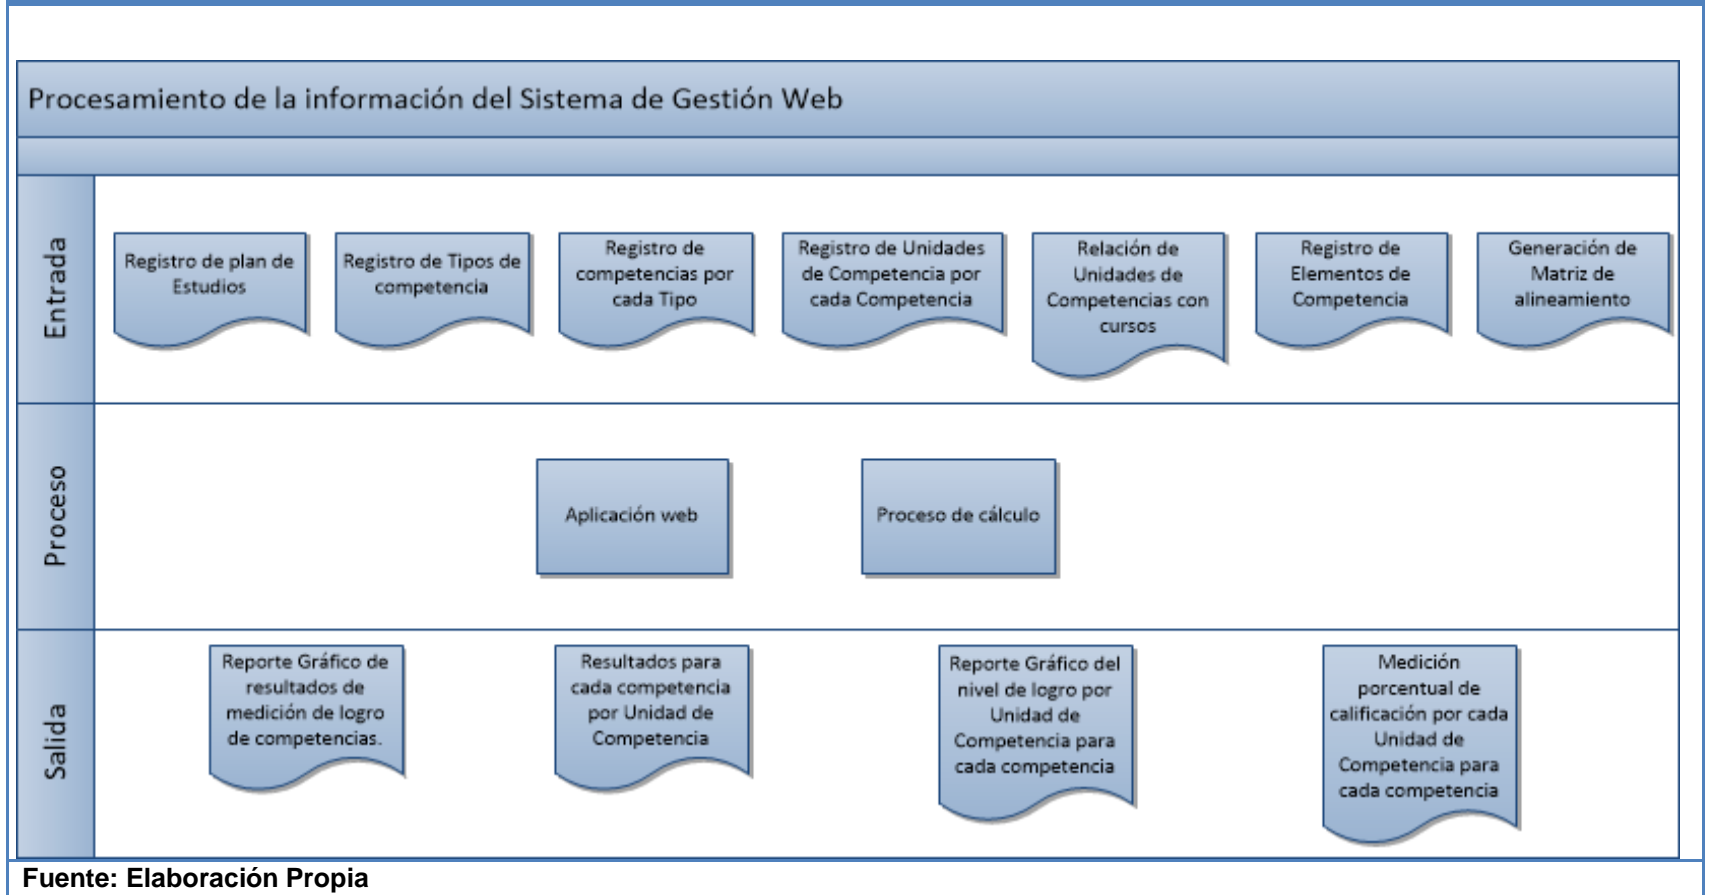 Procesamiento de la información del Sistema de Gestión Web
Entrada
Registro de plan de
Estudios
Registro de Tipos de
competencia
Registro de
competencias por
cada Tipo
Registro de Unidades
de Competencia por
cada Competencia
Relación de
Unidades de
Competencias con
cursos
Registro de
Elementos de
Competencia
Generación de
Matriz de
alineamiento
Proceso
Aplicación web
Proceso de cálculo
Salida
Reporte Gráfico de
resultados de
medición de logro
de competencias.
Resultados para
cada competencia
por Unidad de
Competencia
Reporte Gráfico del
nivel de logro por
Unidad de
Competencia para
cada competencia
Medición
porcentual de
calificación por cada
Unidad de
Competencia para
cada competencia
Fuente: Elaboración Propia